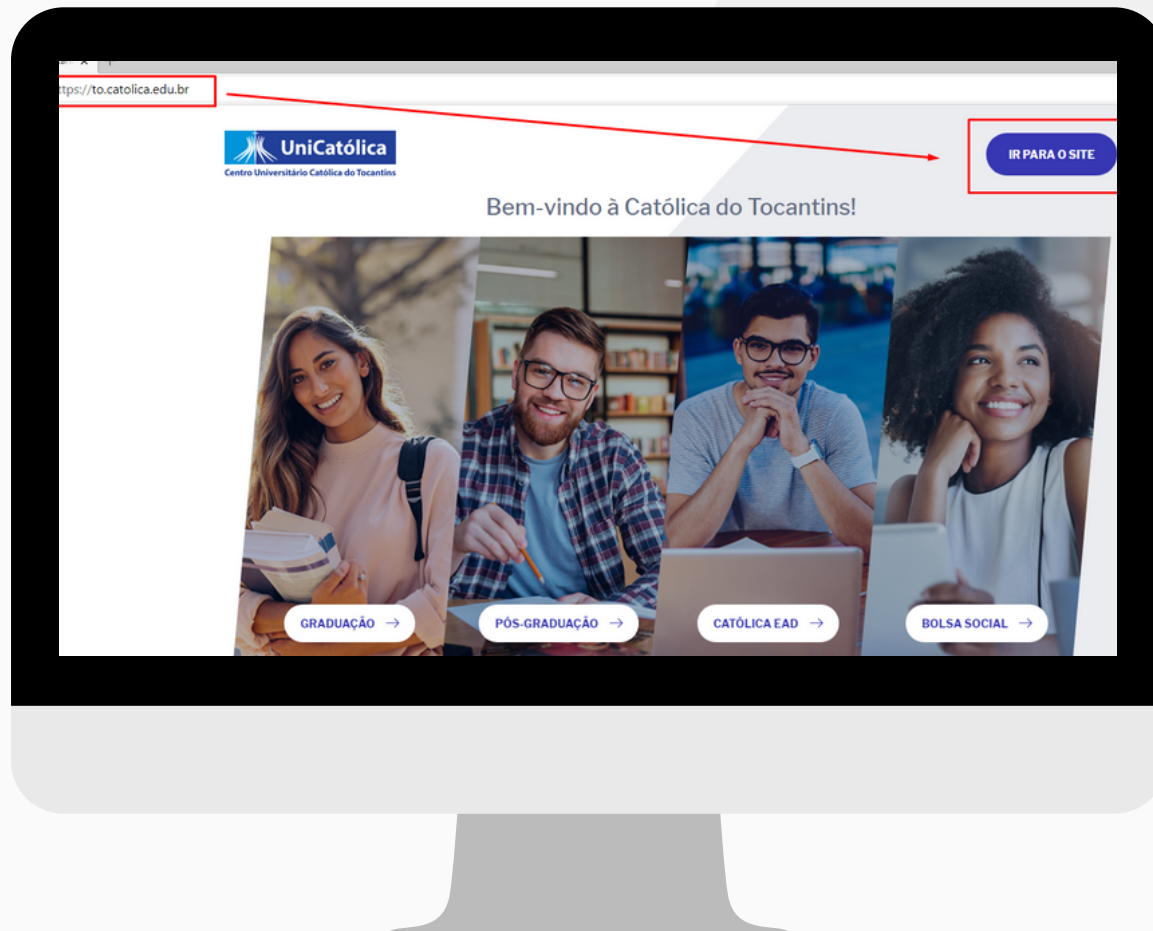 ttps://to.catolica.edu.br
UniCatólica
Centro Universitário Católica do Tocantins
IR PARA O SITE
Bem-vindo à Católica do Tocantins!
GRADUAÇÃO →
PÓS-GRADUAÇÃO →
CATÓLICA EAD →
BOLSA SOCIAL →